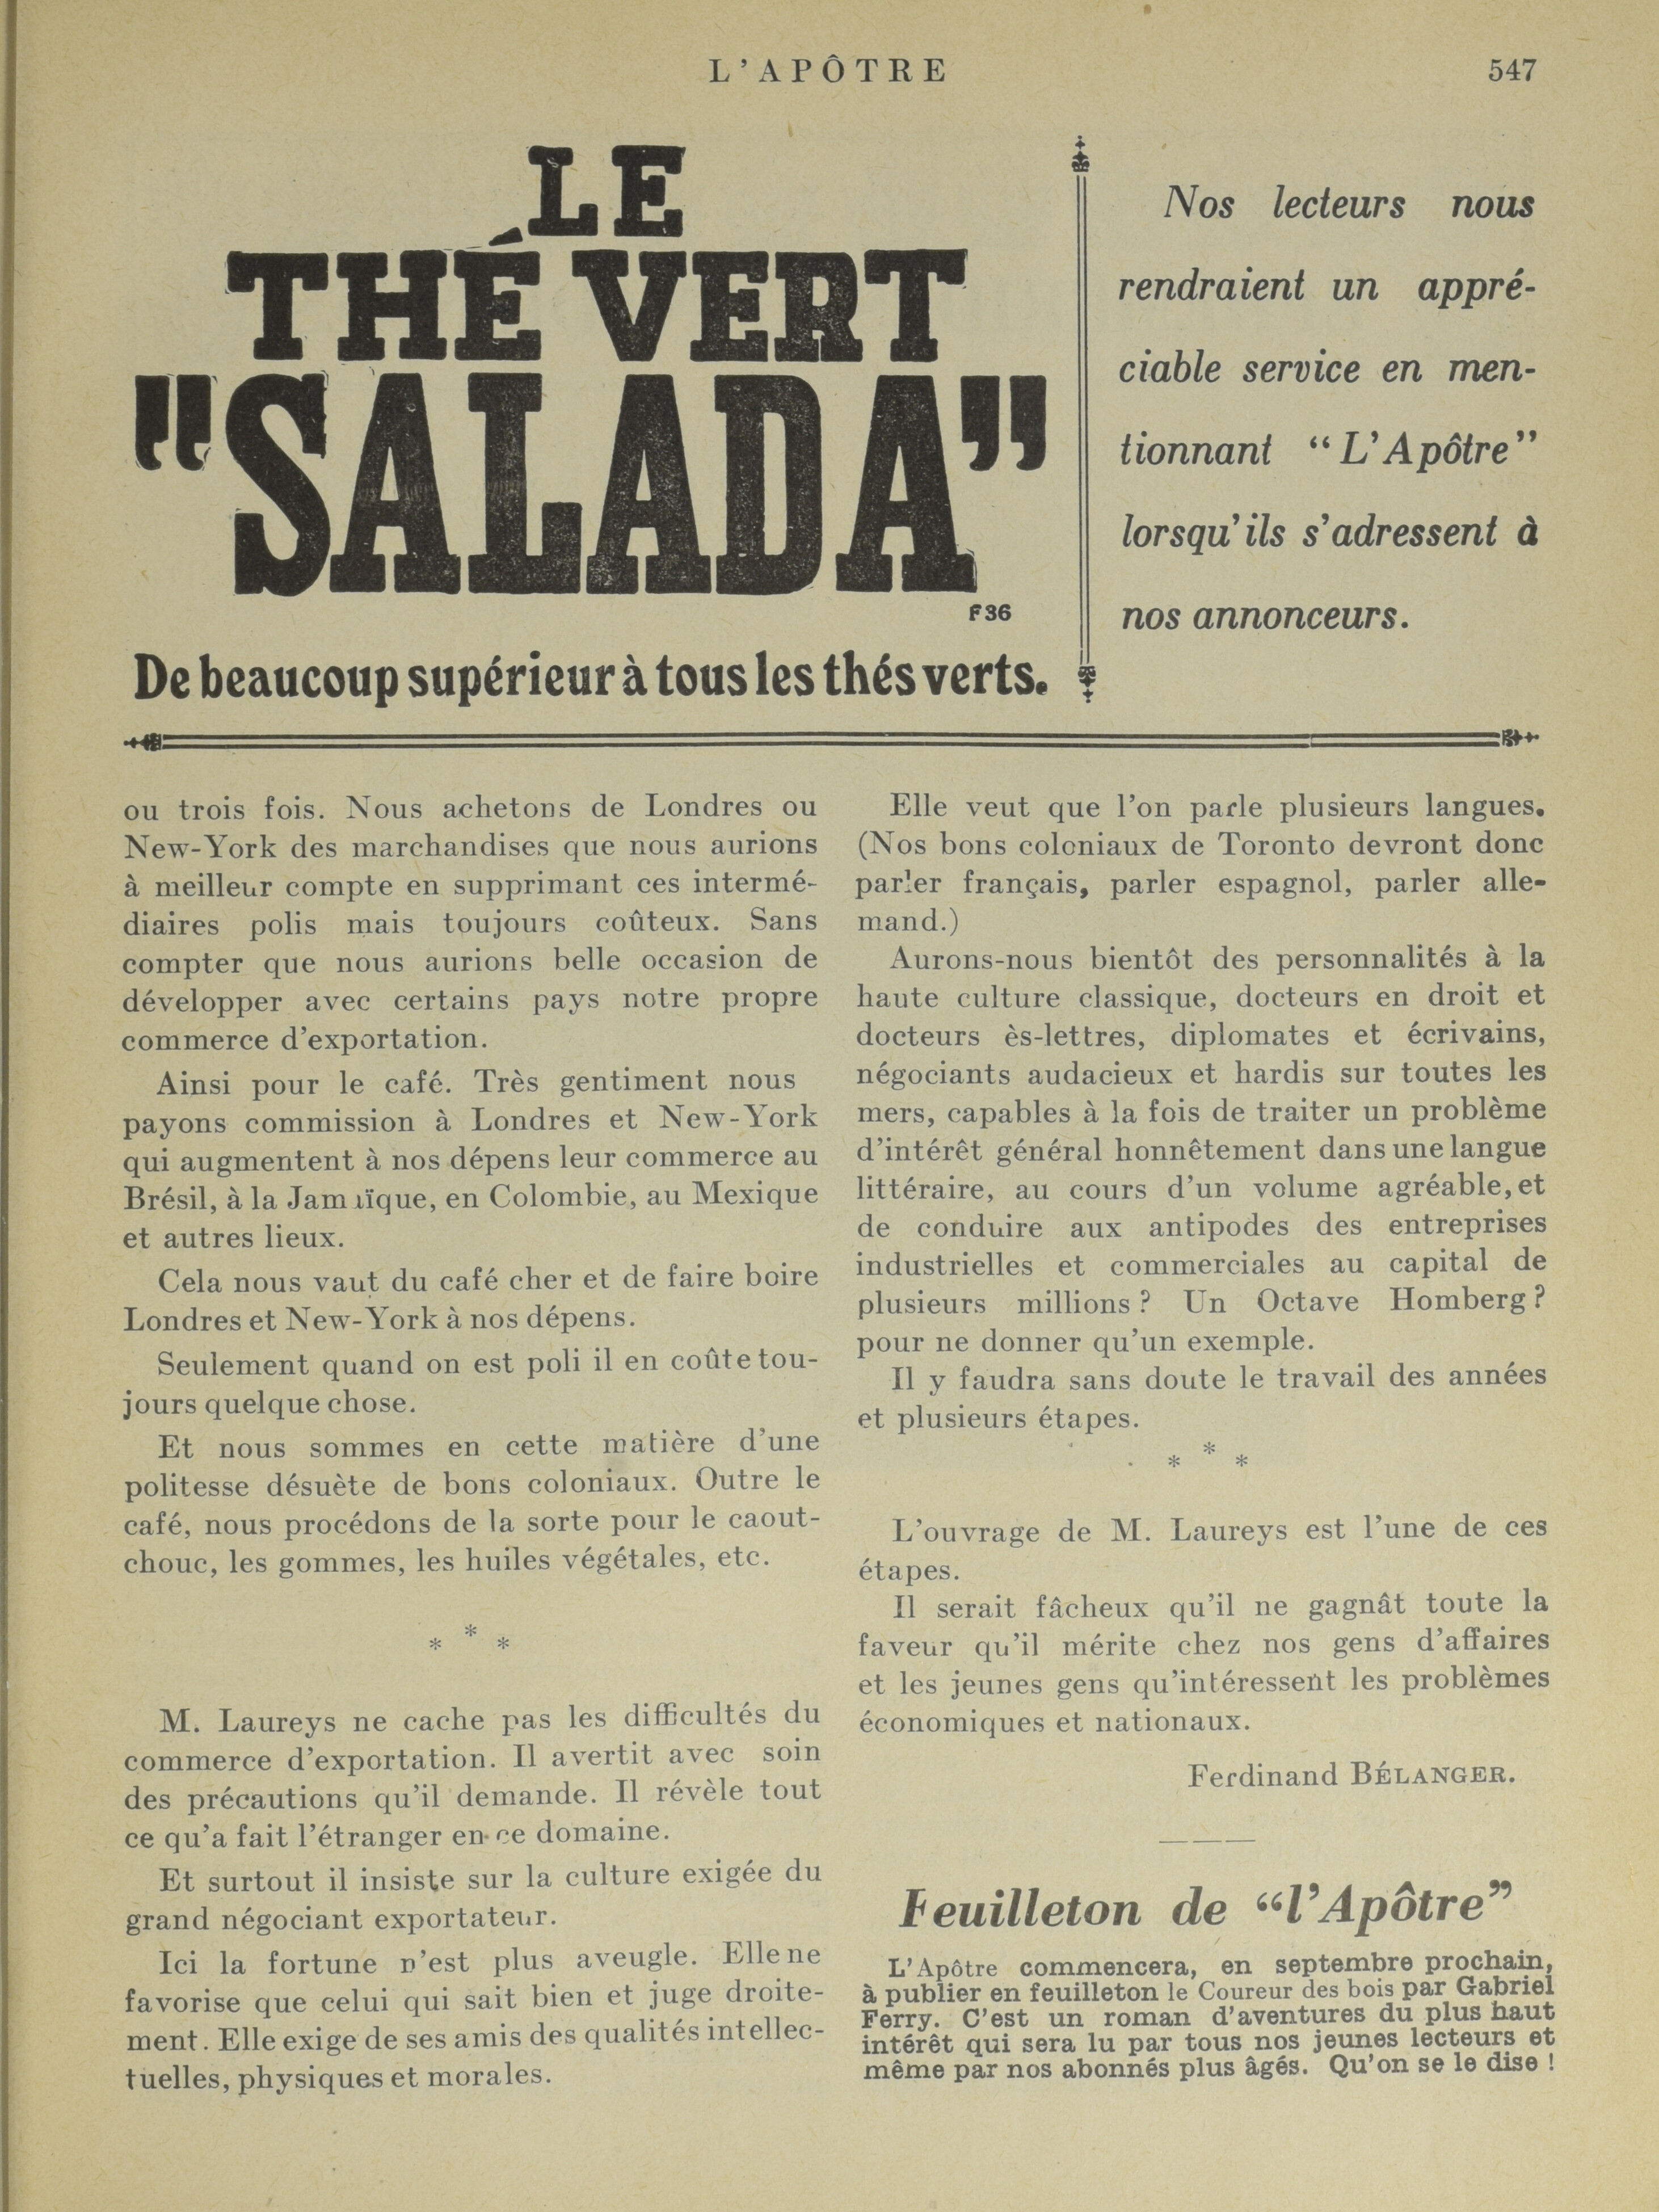 L'APÔTRE
547
LE
THÉ VERT
"SALADA"
F36
De beaucoup supérieur à tous les thés verts.
Nos lecteurs nous
rendraient un appré-
ciable service en men-
tionnant "L'Apôtre"
lorsqu'ils s'adressent à
nos annonceurs.
ou trois fois. Nous achetons de Londres ou
New-York des marchandises que nous aurions
à meilleur compte en supprimant ces intermé-
diaires polis mais toujours coûteux. Sans
compter que nous aurions belle occasion de
développer avec certains pays notre propre
commerce d'exportation.
Ainsi pour le café. Très gentiment nous
payons commission à Londres et New-York
qui augmentent à nos dépens leur commerce au
Brésil, à la Jamaïque, en Colombie, au Mexique
et autres lieux.
Cela nous vaut du café cher et de faire boire
Londres et New-York à nos dépens.
Seulement quand on est poli il en coûte tou-
jours quelque chose.
Et nous sommes en cette matière d'une
politesse désuète de bons coloniaux. Outre le
café, nous procédons de la sorte pour le caout-
chouc, les gommes, les huiles végétales, etc.
* * *
M. Laureys ne cache pas les difficultés du
commerce d'exportation. Il avertit avec soin
des précautions qu'il demande. Il révèle tout
ce qu'a fait l'étranger en ce domaine.
Et surtout il insiste sur la culture exigée du
grand négociant exportateur.
Ici la fortune n'est plus aveugle. Elle ne
favorise que celui qui sait bien et juge droite-
ment. Elle exige de ses amis des qualités intellec-
tuelles, physiques et morales.
Elle veut que l'on parle plusieurs langues.
(Nos bons coloniaux de Toronto devront donc
parler français, parler espagnol, parler alle-
mand.)
Aurons-nous bientôt des personnalités à la
haute culture classique, docteurs en droit et
docteurs ès-lettres, diplomates et écrivains,
négociants audacieux et hardis sur toutes les
mers, capables à la fois de traiter un problème
d'intérêt général honnêtement dans une langue
littéraire, au cours d'un volume agréable, et
de conduire aux antipodes des entreprises
industrielles et commerciales au capital de
plusieurs millions ? Un Octave Homberg ?
pour ne donner qu'un exemple.
Il y faudra sans doute le travail des années
et plusieurs étapes.
* * *
L'ouvrage de M. Laureys est l'une de ces
étapes.
Il serait fâcheux qu'il ne gagnât toute la
faveur qu'il mérite chez nos gens d'affaires
et les jeunes gens qu'intéressent les problèmes
économiques et nationaux.
Ferdinand BÉLANGER.
Feuilleton de "l'Apôtre"
L'Apôtre commencera, en septembre prochain,
à publier en feuilleton le Coureur des bois par Gabriel
Ferry. C'est un roman d'aventures du plus haut
intérêt qui sera lu par tous nos jeunes lecteurs et
même par nos abonnés plus âgés. Qu'on se le dise !